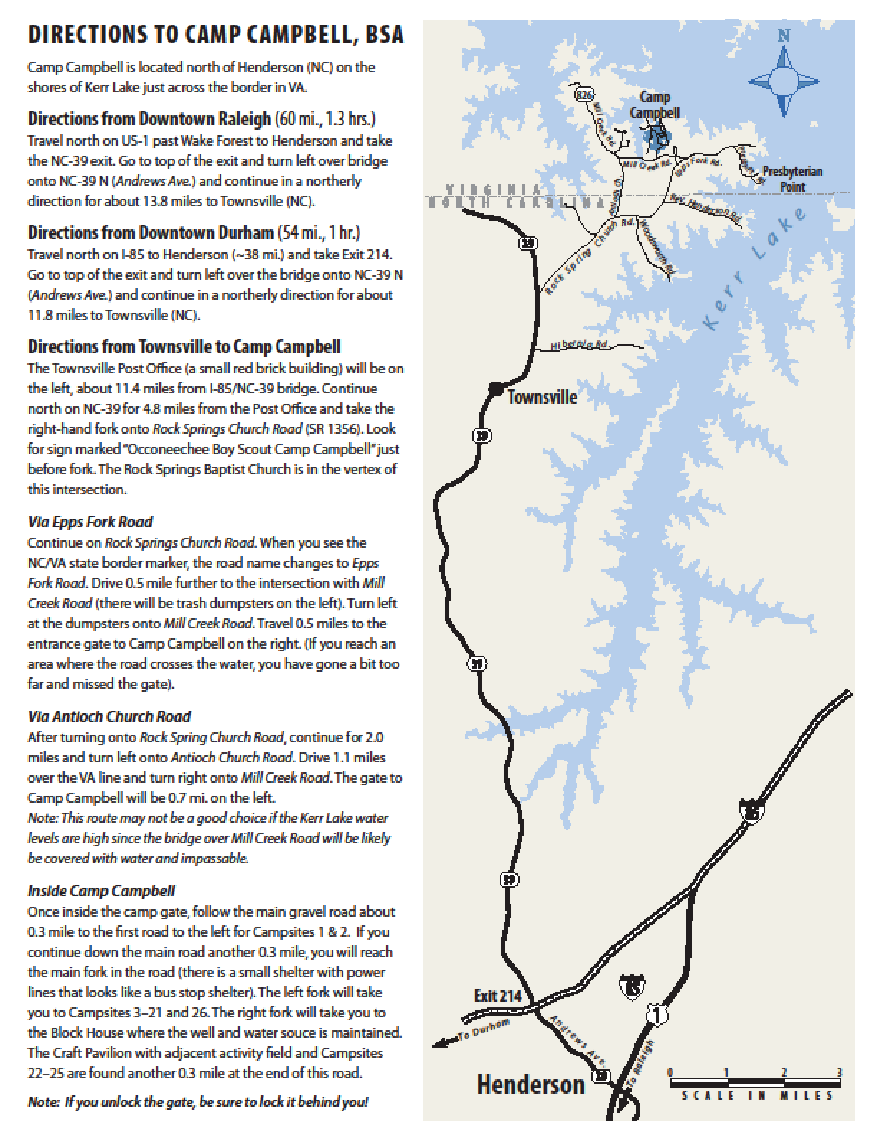 DIRECTIONS TO CAMP CAMPBELL, BSA
Camp Campbell is located north of Henderson (NC) on the
shores of Kerr Lake just across the border in VA.
Directions from Downtown Raleigh (60 mi., 1.3 hrs.)
Travel north on US-1 past Wake Forest to Henderson and take
the NC-39 exit. Go to top of the exit and turn left over bridge
onto NC-39 N (Andrews Ave.) and continue in a northerly
direction for about 13.8 miles to Townsville (NC).
Directions from Downtown Durham (54 mi., 1 hr.)
Travel north on I-85 to Henderson (~38 mi.) and take Exit 214.
Go to top of the exit and turn left over the bridge onto NC-39 N
(Andrews Ave.) and continue in a northerly direction for about
11.8 miles to Townsville (NC).
Directions from Townsville to Camp Campbell
The Townsville Post Office (a small red brick building) will be on
the left, about 11.4 miles from I-85/NC-39 bridge. Continue
north on NC-39 for 4.8 miles from the Post Office and take the
right-hand fork onto Rock Springs Church Road (SR 1356). Look
for sign marked "Occoneechee Boy Scout Camp Campbell" just
before fork. The Rock Springs Baptist Church is in the vertex of
this intersection.
Via Epps Fork Road
Continue on Rock Springs Church Road. When you see the
NC/VA state border marker, the road name changes to Epps
Fork Road. Drive 0.5 mile further to the intersection with Mill
Creek Road (there will be trash dumpsters on the left). Turn left
at the dumpsters onto Mill Creek Road. Travel 0.5 miles to the
entrance gate to Camp Campbell on the right. (If you reach an
area where the road crosses the water, you have gone a bit too
far and missed the gate).
Via Antioch Church Road
After turning onto Rock Spring Church Road, continue for 2.0
miles and turn left onto Antioch Church Road. Drive 1.1 miles
over the VA line and turn right onto Mill Creek Road. The gate to
Camp Campbell will be 0.7 mi. on the left.
Note: This route may not be a good choice if the Kerr Lake water
levels are high since the bridge over Mill Creek Road will be likely
be covered with water and impassable.
Inside Camp Campbell
Once inside the camp gate, follow the main gravel road about
0.3 mile to the first road to the left for Campsites 1 & 2. If you
continue down the main road another 0.3 mile, you will reach
the main fork in the road (there is a small shelter with power
lines that looks like a bus stop shelter). The left fork will take
you to Campsites 3–21 and 26. The right fork will take you to
the Block House where the well and water souce is maintained.
The Craft Pavilion with adjacent activity field and Campsites
22–25 are found another 0.3 mile at the end of this road.
Note: If you unlock the gate, be sure to lock it behind you!
N
826
Camp
Campbell
Mill Creek Rd.
Mill Creek Rd.
Epps Fork Rd.
Presbyterian
Point
VIRGINIA
NORTH CAROLINA
Rev. Henderson Rd.
Woodsworth Rd.
Rock Spring Church Rd.
39
Kerr Lake
Townsville
39
39
39
85
Exit 214
To Durham
Andrews Ave.
85
1
39
To Raleigh
Henderson
0 1 2 3
SCALE IN MILES